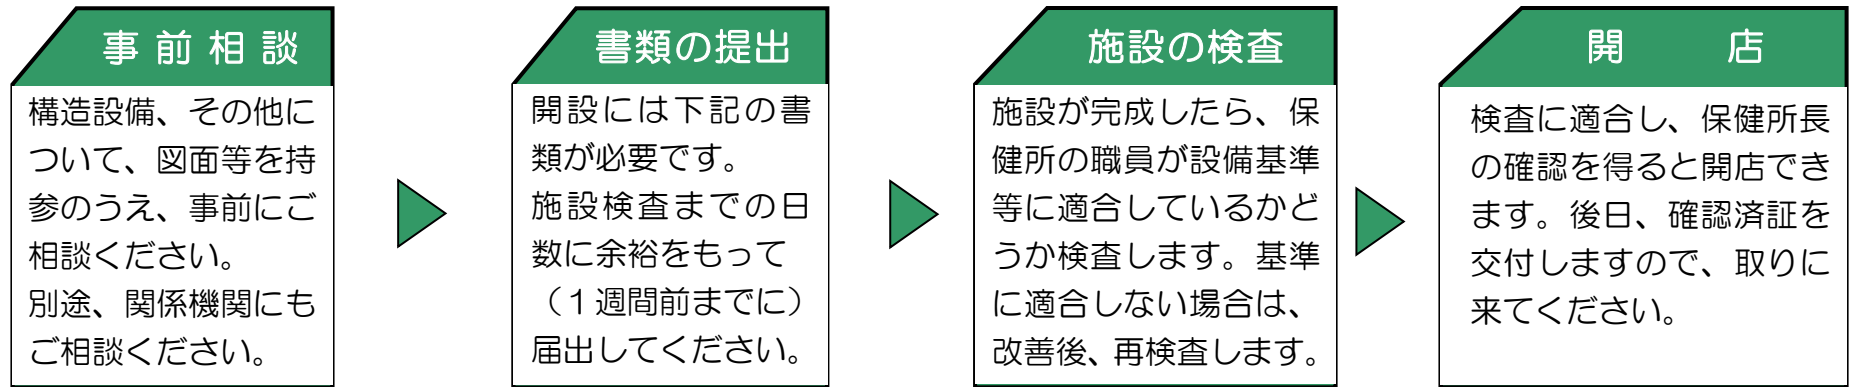 事前相談
構造設備、その他に
ついて、図面等を持
参のうえ、事前にご
相談ください。
別途、関係機関にも
ご相談ください。
書類の提出
開設には下記の書
類が必要です。
施設検査までの日
数に余裕をもって
（１週間前までに）
届出してください。
施設の検査
施設が完成したら、保
健所の職員が設備基準
等に適合しているかど
うか検査します。基準
に適合しない場合は、
改善後、再検査します。
開　店
検査に適合し、保健所長
の確認を得ると開店でき
ます。後日、確認済証を
交付しますので、取りに
来てください。